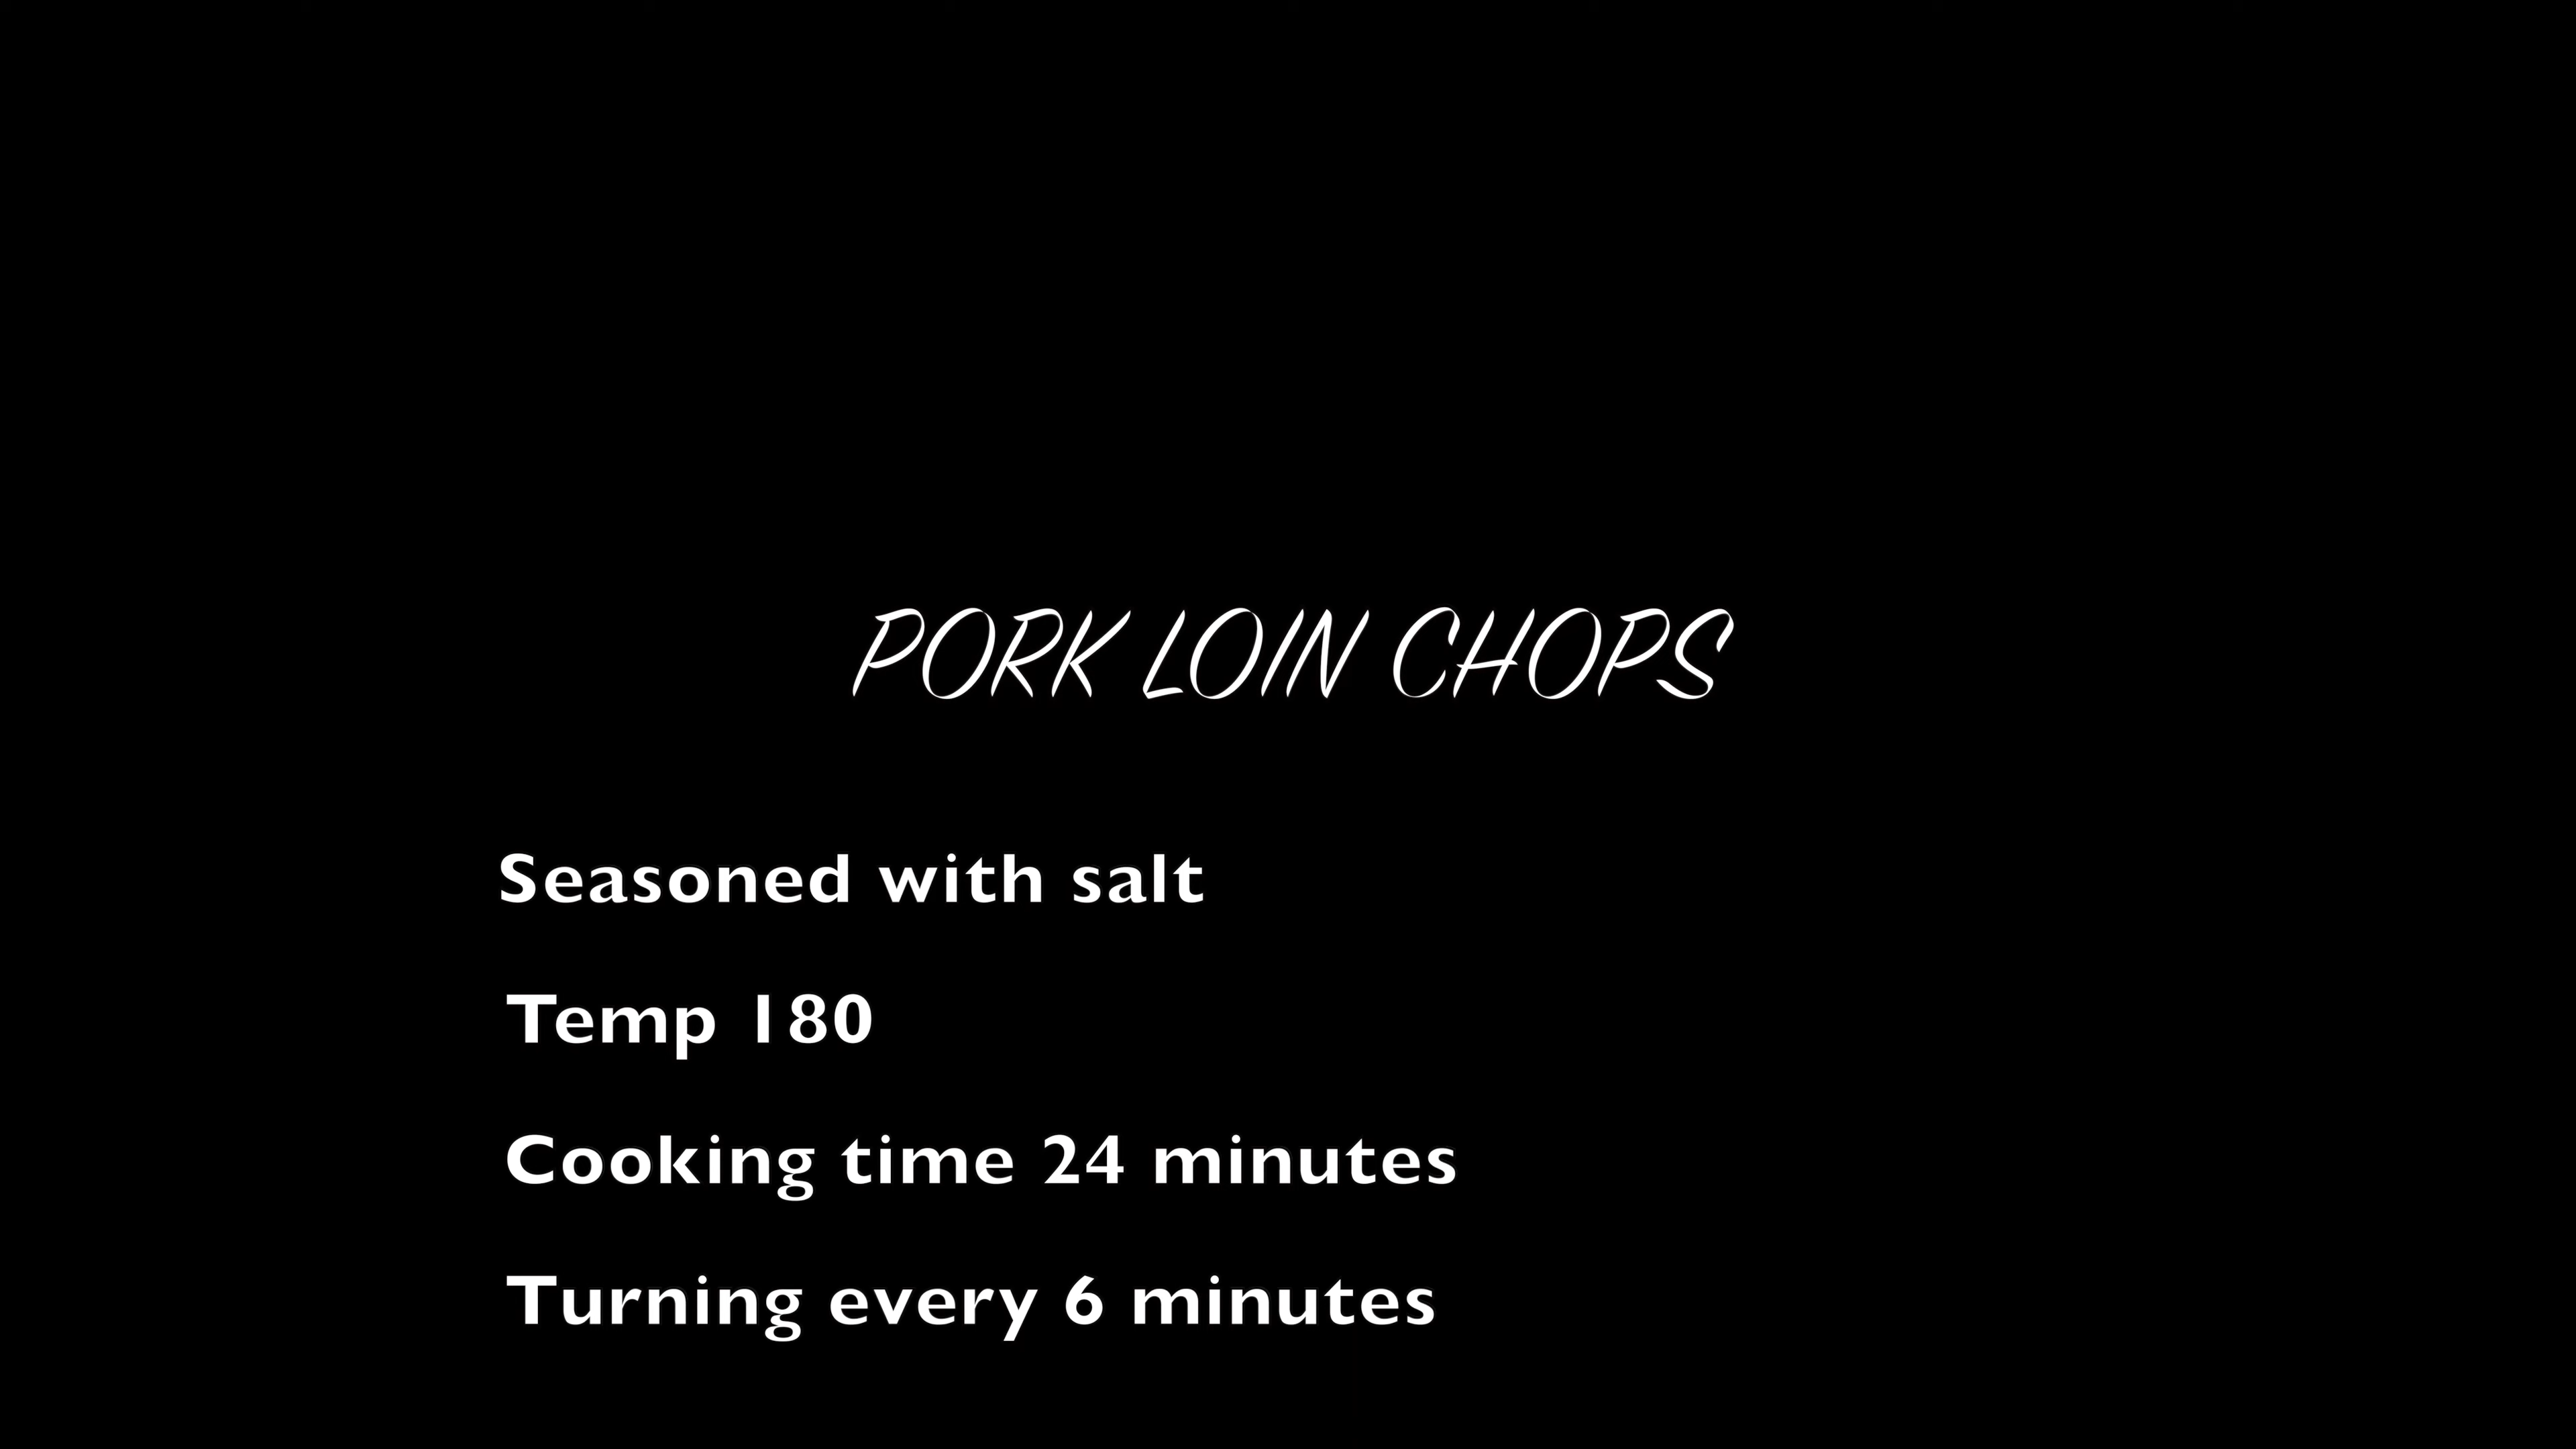 PORK LOIN CHOPS
Seasoned with salt
Temp 180
Cooking time 24 minutes
Turning every 6 minutes